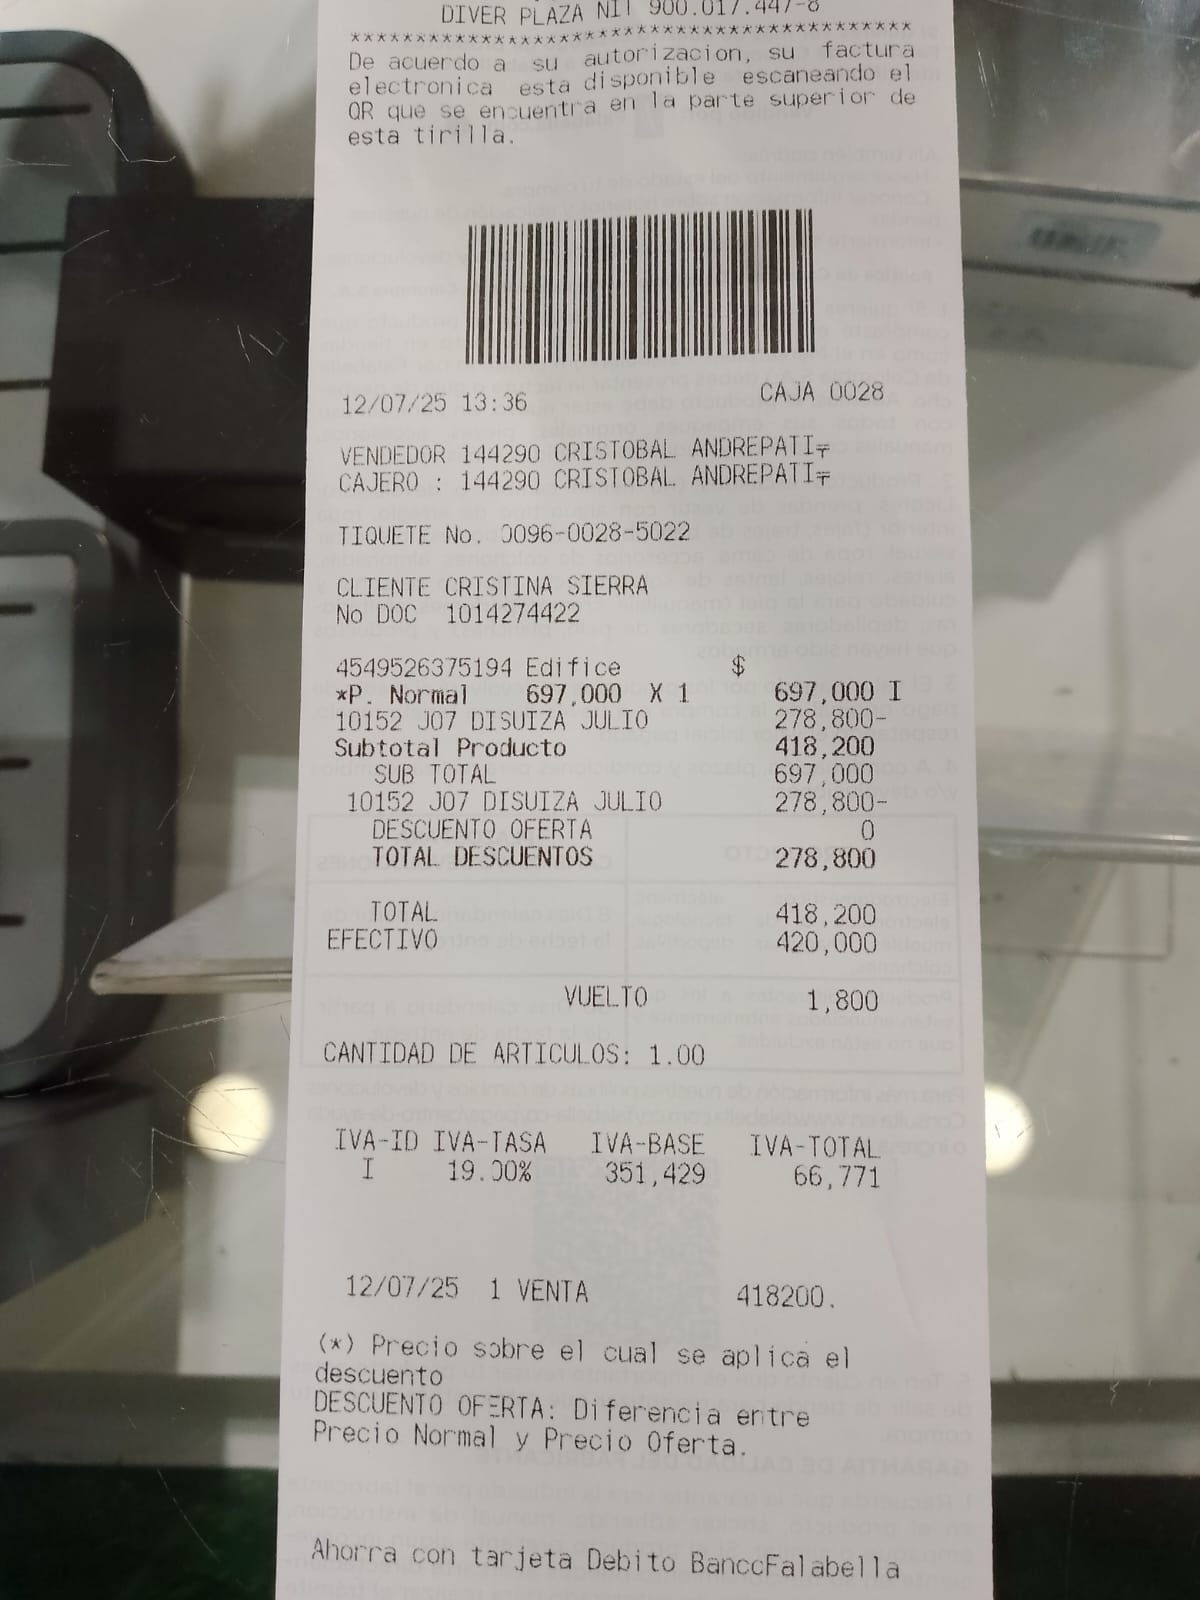 DIVER PLAZA NIT 900.017.447-8
*******************************************
De acuerdo a su autorizacion, su factura
electronica esta disponible escaneando el
QR que se encuentra en la parte superior de
esta tirilla.
12/07/25 13:36 CAJA 0028
VENDEDOR 144290 CRISTOBAL ANDREPATI
CAJERO : 144290 CRISTOBAL ANDREPATI
TIQUETE No. 0096-0028-5022
CLIENTE CRISTINA SIERRA
No DOC 1014274422
4549526375194 Edifice $
*P. Normal 697,000 X 1 697,000 I
10152 J07 DISUIZA JULIO 278,800-
Subtotal Producto 418,200
SUB TOTAL 697,000
10152 J07 DISUIZA JULIO 278,800-
DESCUENTO OFERTA 0
TOTAL DESCUENTOS 278,800
TOTAL 418,200
EFECTIVO 420,000
VUELTO 1,800
CANTIDAD DE ARTICULOS: 1.00
IVA-ID IVA-TASA IVA-BASE IVA-TOTAL
I 19.00% 351,429 66,771
12/07/25 1 VENTA 418200.
(*) Precio sobre el cual se aplica el
descuento
DESCUENTO OFERTA: Diferencia entre
Precio Normal y Precio Oferta.
Ahorra con tarjeta Debito BancoFalabella